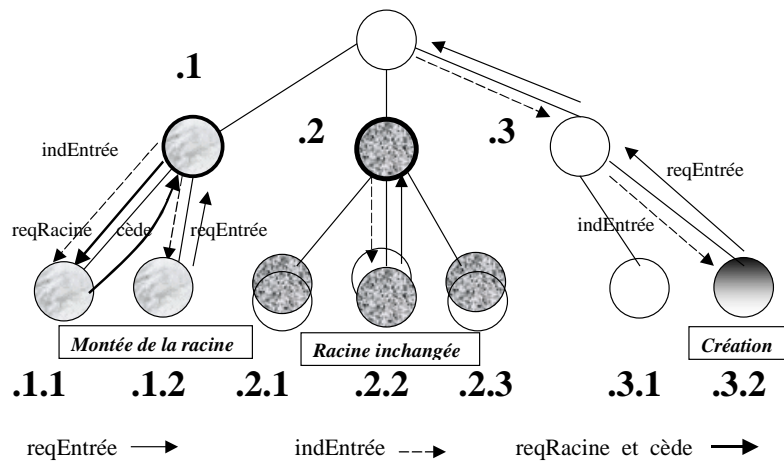 .1
.2
.3
indEntrée
reqEntrée
reqRacine cède reqEntrée
indEntrée
Montée de la racine
Racine inchangée
Création
.1.1 .1.2 .2.1 .2.2 .2.3 .3.1 .3.2
reqEntrée indEntrée reqRacine et cède